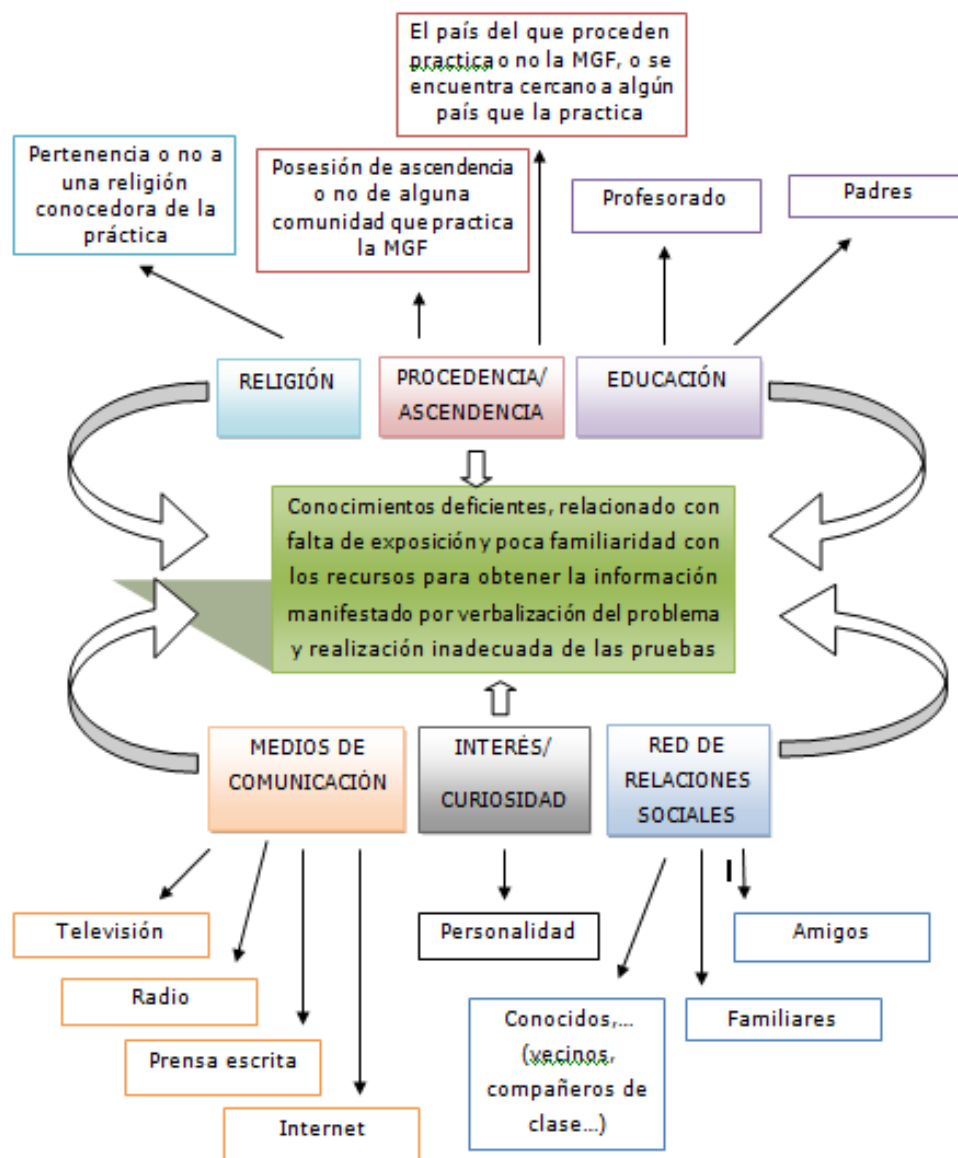 El país del que proceden
practica o no la MGF, o se
encuentra cercano a algún
país que la practica
Pertenencia o no a
una religión
conocedora de la
práctica
Posesión de ascendencia
o no de alguna
comunidad que practica
la MGF
Profesorado
Padres
RELIGIÓN
PROCEDENCIA/
ASCENDENCIA
EDUCACIÓN
Conocimientos deficientes, relacionado con
falta de exposición y poca familiaridad con
los recursos para obtener la información
manifestado por verbalización del problema
y realización inadecuada de las pruebas
MEDIOS DE
COMUNICACIÓN
INTERÉS/
CURIOSIDAD
RED DE
RELACIONES
SOCIALES
Televisión
Radio
Prensa escrita
Internet
Personalidad
Conocidos,...
(vecinos,
compañeros de
clase...)
Familiares
Amigos